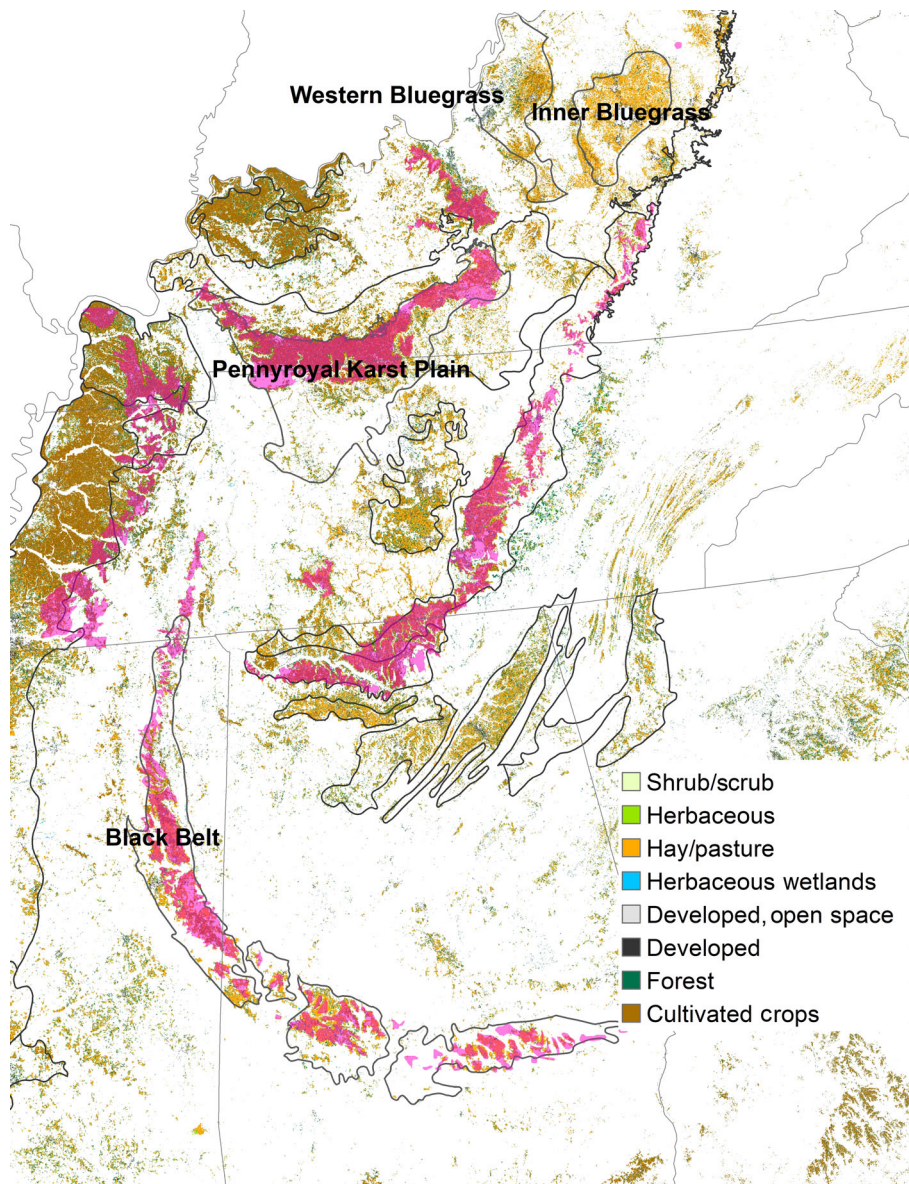 Western Bluegrass
Inner Bluegrass
Pennyroyal Karst Plain
Black Belt
Shrub/scrub
Herbaceous
Hay/pasture
Herbaceous wetlands
Developed, open space
Developed
Forest
Cultivated crops